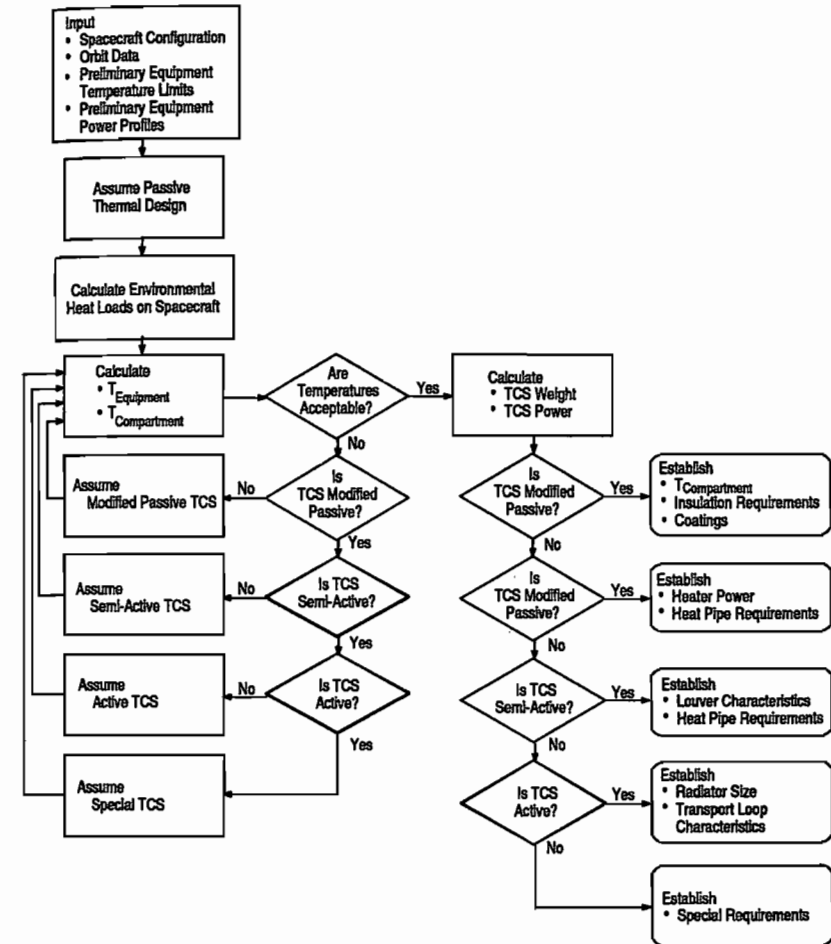 Input
• Spacecraft Configuration
• Orbit Data
• Preliminary Equipment
Temperature Limits
• Preliminary Equipment
Power Profiles
Assume Passive
Thermal Design
Calculate Environmental
Heat Loads on Spacecraft
Calculate
• TEquipment
• TCompartment
Are
Temperatures
Acceptable?
Yes
No
Calculate
• TCS Weight
• TCS Power
Assume
Modified Passive TCS
No
Is
TCS Modified
Passive?
Yes
Is
TCS Modified
Passive?
Yes
No
Establish
• TCompartment
• Insulation Requirements
• Coatings
Assume
Semi-Active TCS
No
Is TCS
Semi-Active?
Yes
Is
TCS Modified
Passive?
Yes
No
Establish
• Heater Power
• Heat Pipe Requirements
Assume
Active TCS
No
Is TCS
Active?
Yes
Is TCS
Semi-Active?
Yes
No
Establish
• Louver Characteristics
• Heat Pipe Requirements
Assume
Special TCS
Is TCS
Active?
Yes
No
Establish
• Radiator Size
• Transport Loop
Characteristics
Establish
• Special Requirements